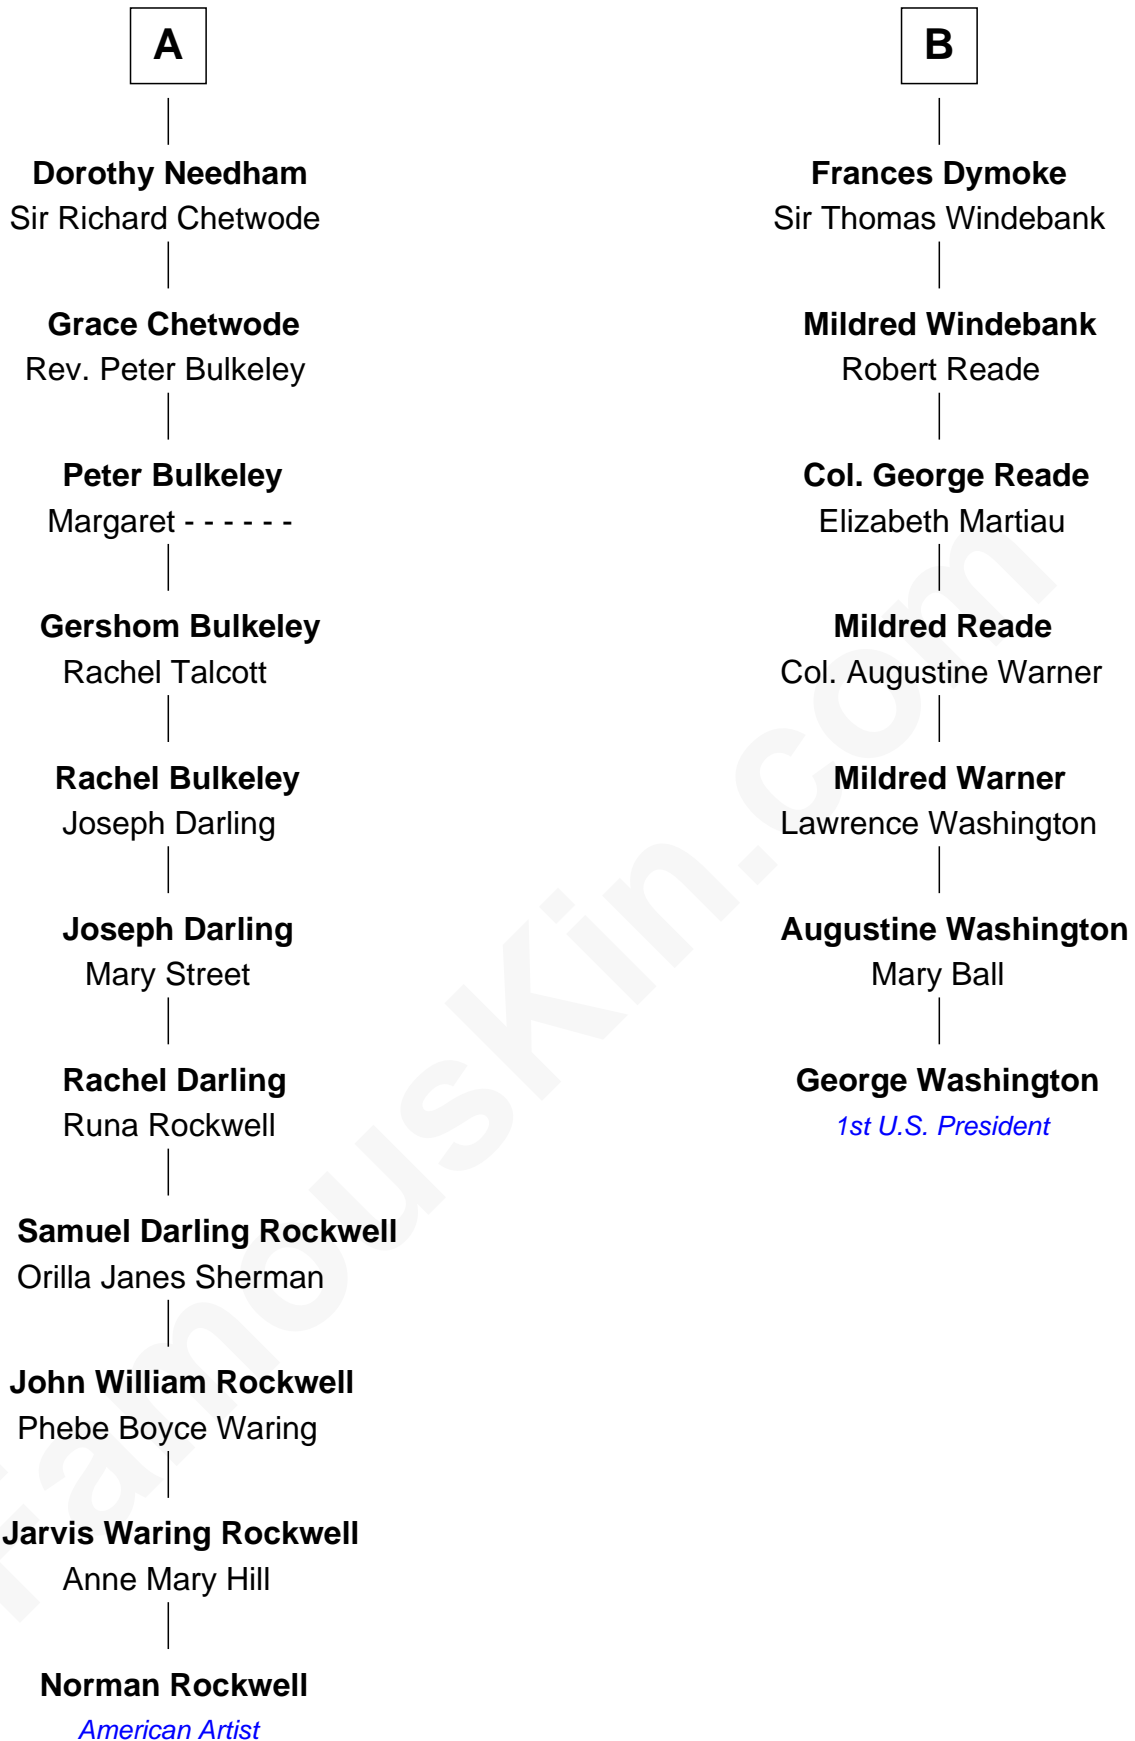 A
Dorothy Needham
Sir Richard Chetwode
Grace Chetwode
Rev. Peter Bulkeley
Peter Bulkeley
Margaret - - - - - -
Gershom Bulkeley
Rachel Talcott
Rachel Bulkeley
Joseph Darling
Joseph Darling
Mary Street
Rachel Darling
Runa Rockwell
Samuel Darling Rockwell
Orilla Janes Sherman
John William Rockwell
Phebe Boyce Waring
Jarvis Waring Rockwell
Anne Mary Hill
Norman Rockwell
American Artist
B
Frances Dymoke
Sir Thomas Windebank
Mildred Windebank
Robert Reade
Col. George Reade
Elizabeth Martiau
Mildred Reade
Col. Augustine Warner
Mildred Warner
Lawrence Washington
Augustine Washington
Mary Ball
George Washington
1st U.S. President
FamousKin.com